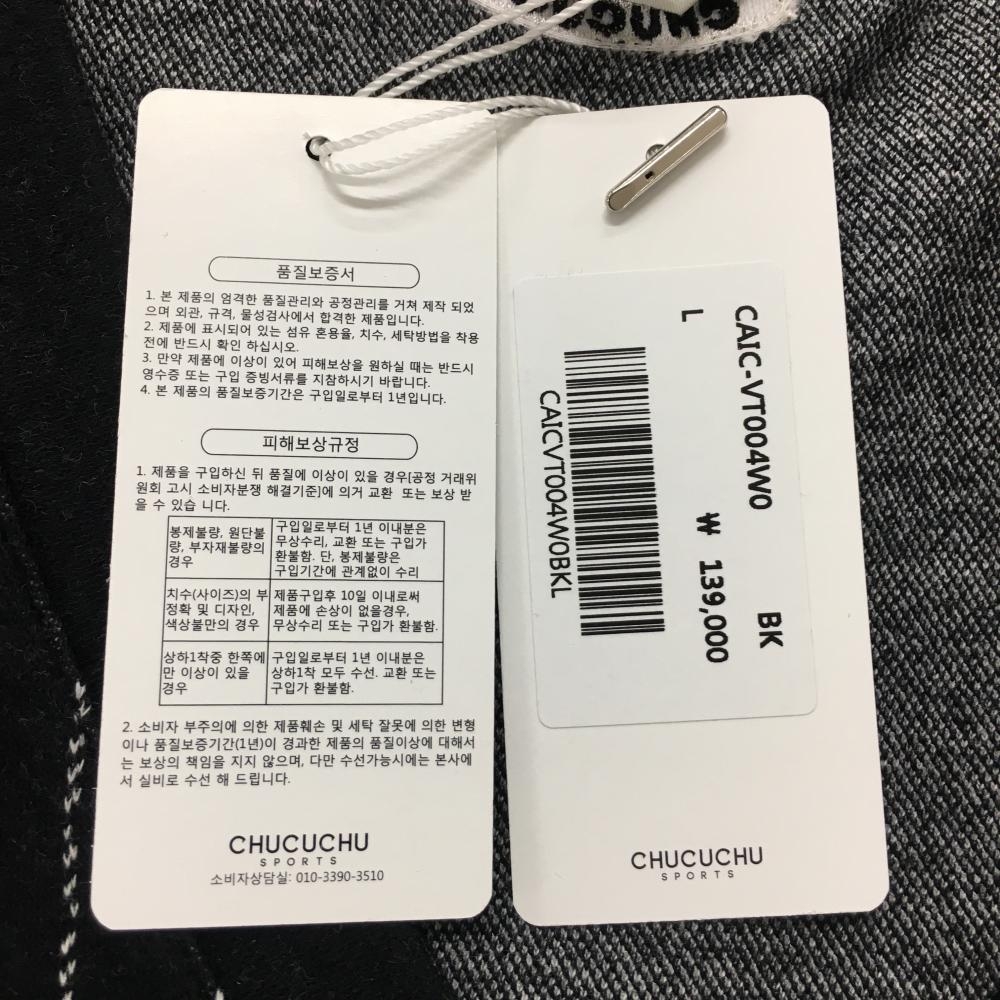 품질보증서
1. 본 제품의 엄격한 품질관리와 공정관리를 거쳐 제작 되었
으며 외관, 규격, 물성검사에서 합격한 제품입니다.
2. 제품에 표시되어 있는 섬유 혼용율, 치수, 세탁방법을 착용
전에 반드시 확인 하십시오.
3. 만약 제품에 이상이 있어 피해보상을 원하실 때는 반드시
영수증 또는 구입 증빙서류를 지참하시기 바랍니다.
4. 본 제품의 품질보증기간은 구입일로부터 1년입니다.
피해보상규정
1. 제품을 구입하신 뒤 품질에 이상이 있을 경우[공정 거래위
원회 고시 소비자분쟁 해결기준]에 의거 교환 또는 보상 받
을 수 있습 니다.
봉제불량, 원단불
량, 부자재불량의
경우
구입일로부터 1년 이내분은
무상수리, 교환 또는 구입가
환불함. 단, 봉제불량은
구입기간에 관계없이 수리
치수(사이즈)의 부
정확 및 디자인,
색상불만의 경우
제품구입후 10일 이내로써
제품에 손상이 없을경우,
무상수리 또는 구입가 환불함.
상하1착중 한쪽에
만 이상이 있을
경우
구입일로부터 1년 이내분은
상하1착 모두 수선. 교환 또는
구입가 환불함.
2. 소비자 부주의에 의한 제품훼손 및 세탁 잘못에 의한 변형
이나 품질보증기간(1년)이 경과한 제품의 품질이상에 대해서
는 보상의 책임을 지지 않으며, 다만 수선가능시에는 본사에
서 실비로 수선 해 드립니다.
CHUCUCHU
SPORTS
소비자상담실: 010-3390-3510
CAIC-VT004W0 BK
L ₩ 139,000
CAICVT004W0BKL
CHUCUCHU
SPORTS